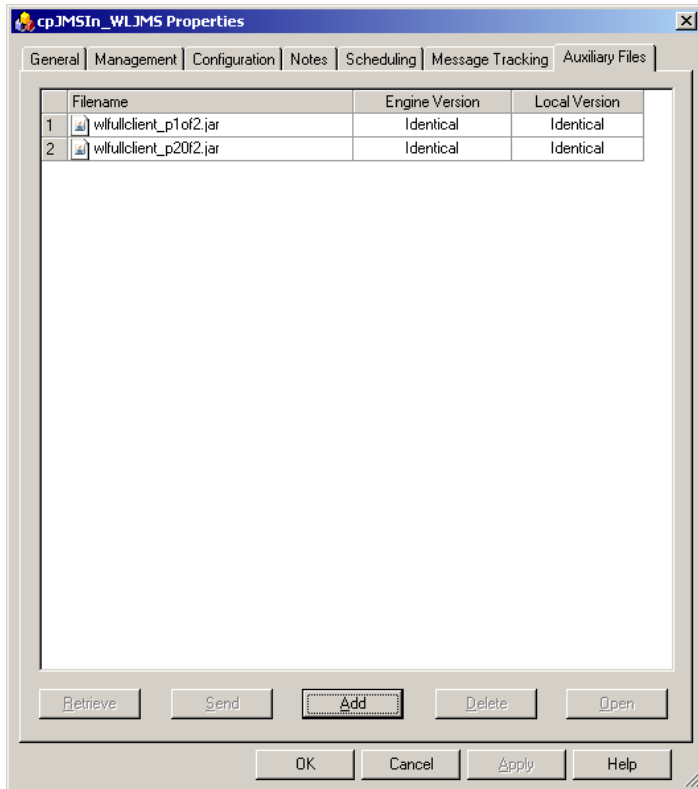 cpJMSIn_WLJMS Properties
General Management Configuration Notes Scheduling Message Tracking Auxiliary Files
Filename Engine Version Local Version
1 wlfullclient_p1of2.jar Identical Identical
2 wlfullclient_p20f2.jar Identical Identical
Retrieve Send Add Delete Open
OK Cancel Apply Help